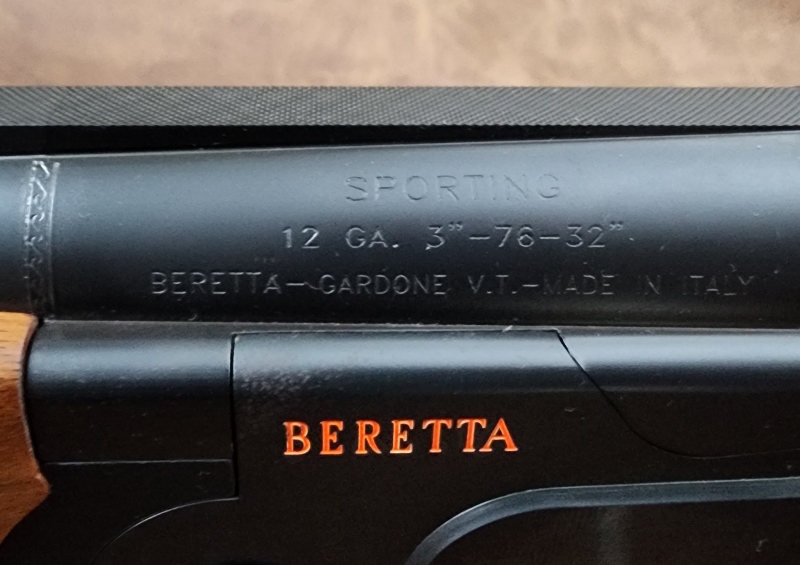 SPORTING
12 GA. 3"-76-32"
BERETTA-GARDONE V.T.-MADE IN ITALY
BERETTA